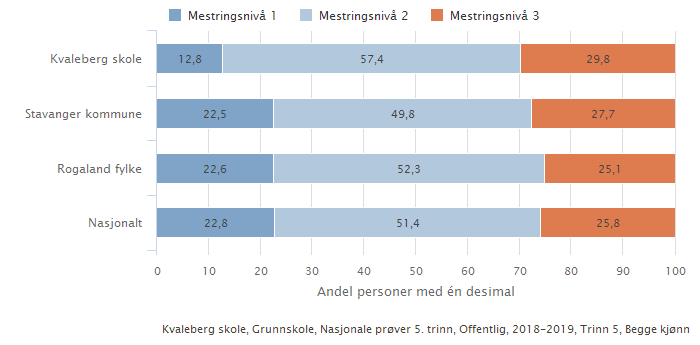 Mestringsnivå 1 Mestringsnivå 2 Mestringsnivå 3
Kvaleberg skole 12,8 57,4 29,8
Stavanger kommune 22,5 49,8 27,7
Rogaland fylke 22,6 52,3 25,1
Nasjonalt 22,8 51,4 25,8
0 10 20 30 40 50 60 70 80 90 100
Andel personer med én desimal
Kvaleberg skole, Grunnskole, Nasjonale prøver 5. trinn, Offentlig, 2018-2019, Trinn 5, Begge kjønn